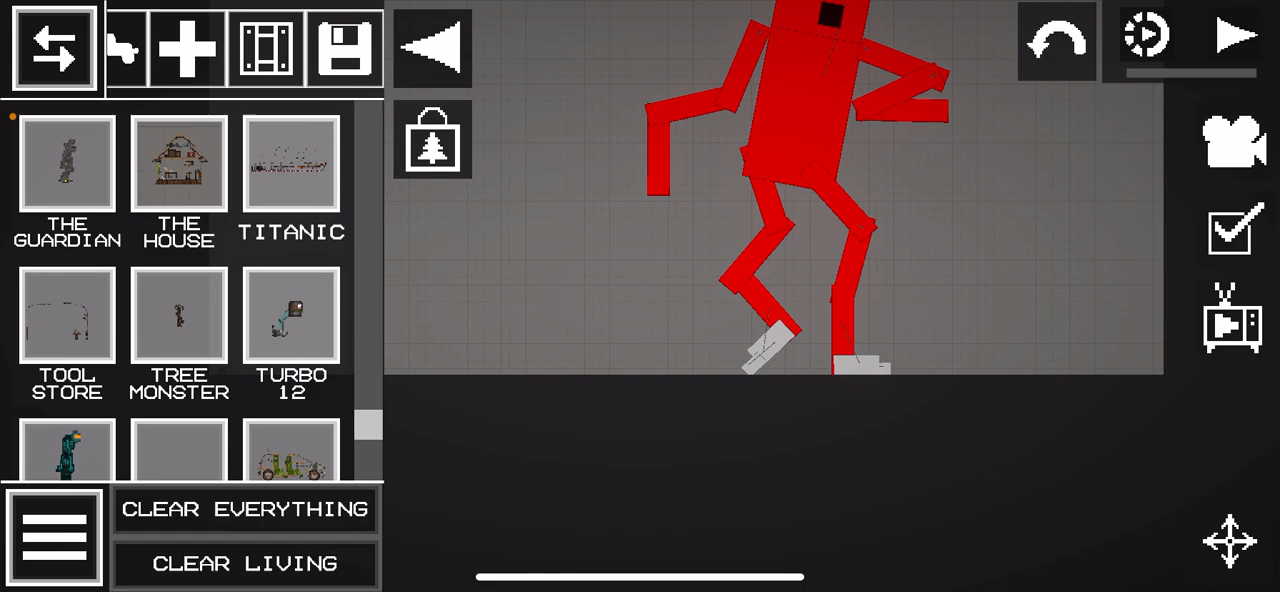 THE
GUARDIAN
THE
HOUSE
TITANIC
TOOL
STORE
TREE
MONSTER
TURBO
12
CLEAR EVERYTHING
CLEAR LIVING